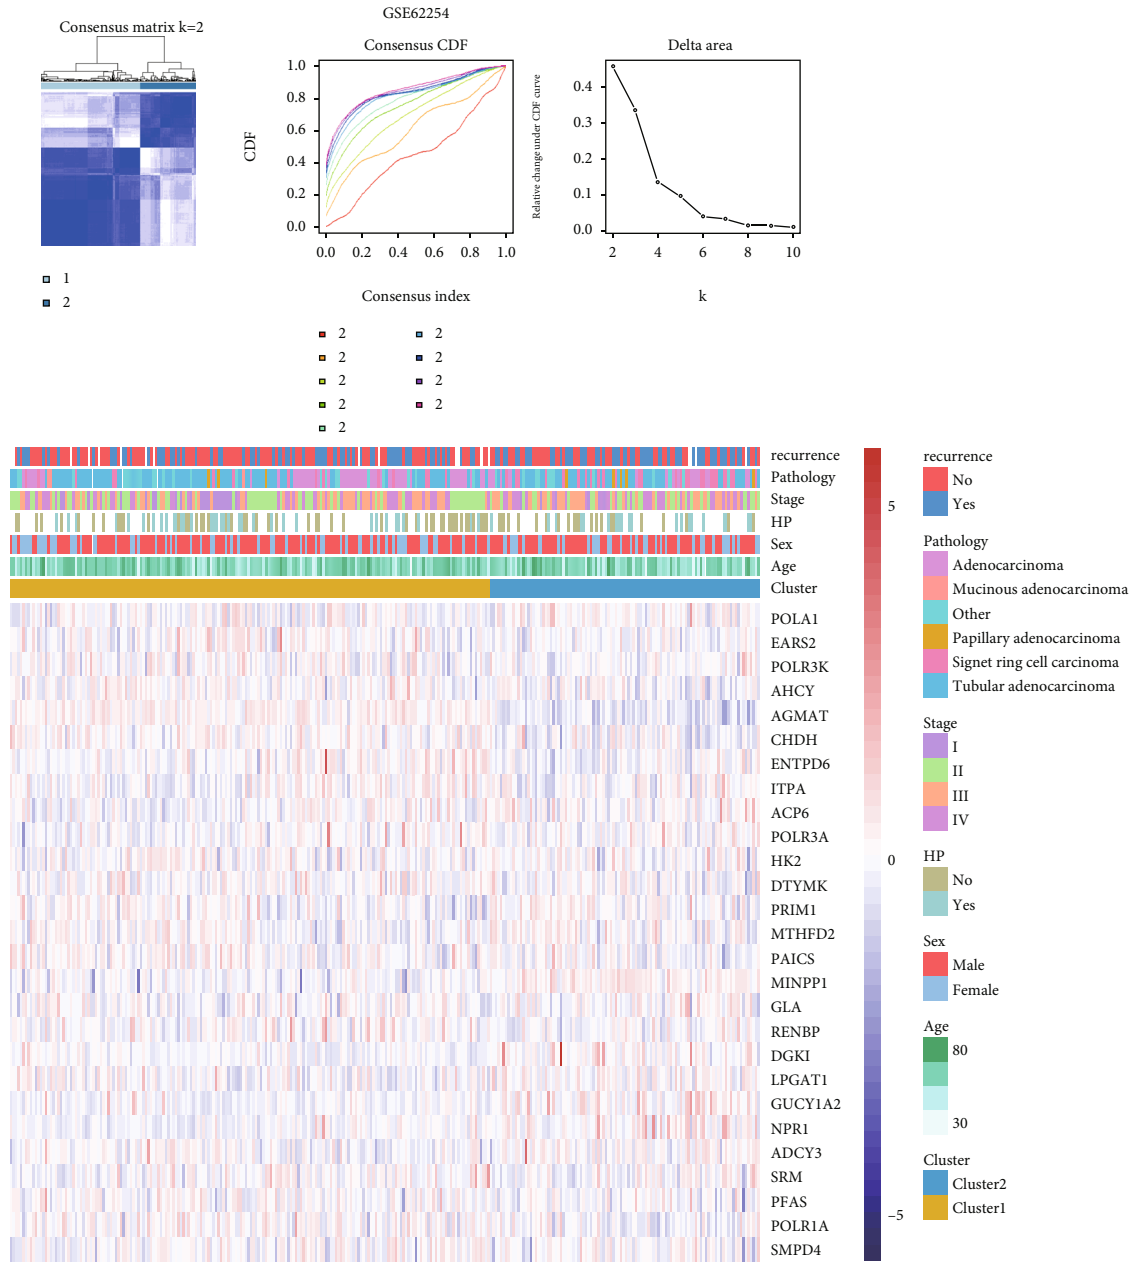 GSE62254
Consensus matrix k=2
1
2
Consensus CDF
CDF
1.0
0.8
0.6
0.4
0.2
0.0
0.0 0.2 0.4 0.6 0.8 1.0
Consensus index
2 2
2 2
2 2
2 2
2
Delta area
Relative change under CDF curve
0.4
0.3
0.2
0.1
0.0
2 4 6 8 10
k
recurrence
Pathology
Stage
HP
Sex
Age
Cluster
POLA1
EARS2
POLR3K
AHCY
AGMAT
CHDH
ENTPD6
ITPA
ACP6
POLR3A
HK2
DTYMK
PRIM1
MTHFD2
PAICS
MINPP1
GLA
RENBP
DGKI
LPGAT1
GUCY1A2
NPR1
ADCY3
SRM
PFAS
POLR1A
SMPD4
5
0
−5
recurrence
No
Yes
Pathology
Adenocarcinoma
Mucinous adenocarcinoma
Other
Papillary adenocarcinoma
Signet ring cell carcinoma
Tubular adenocarcinoma
Stage
I
II
III
IV
HP
No
Yes
Sex
Male
Female
Age
80
30
Cluster
Cluster2
Cluster1